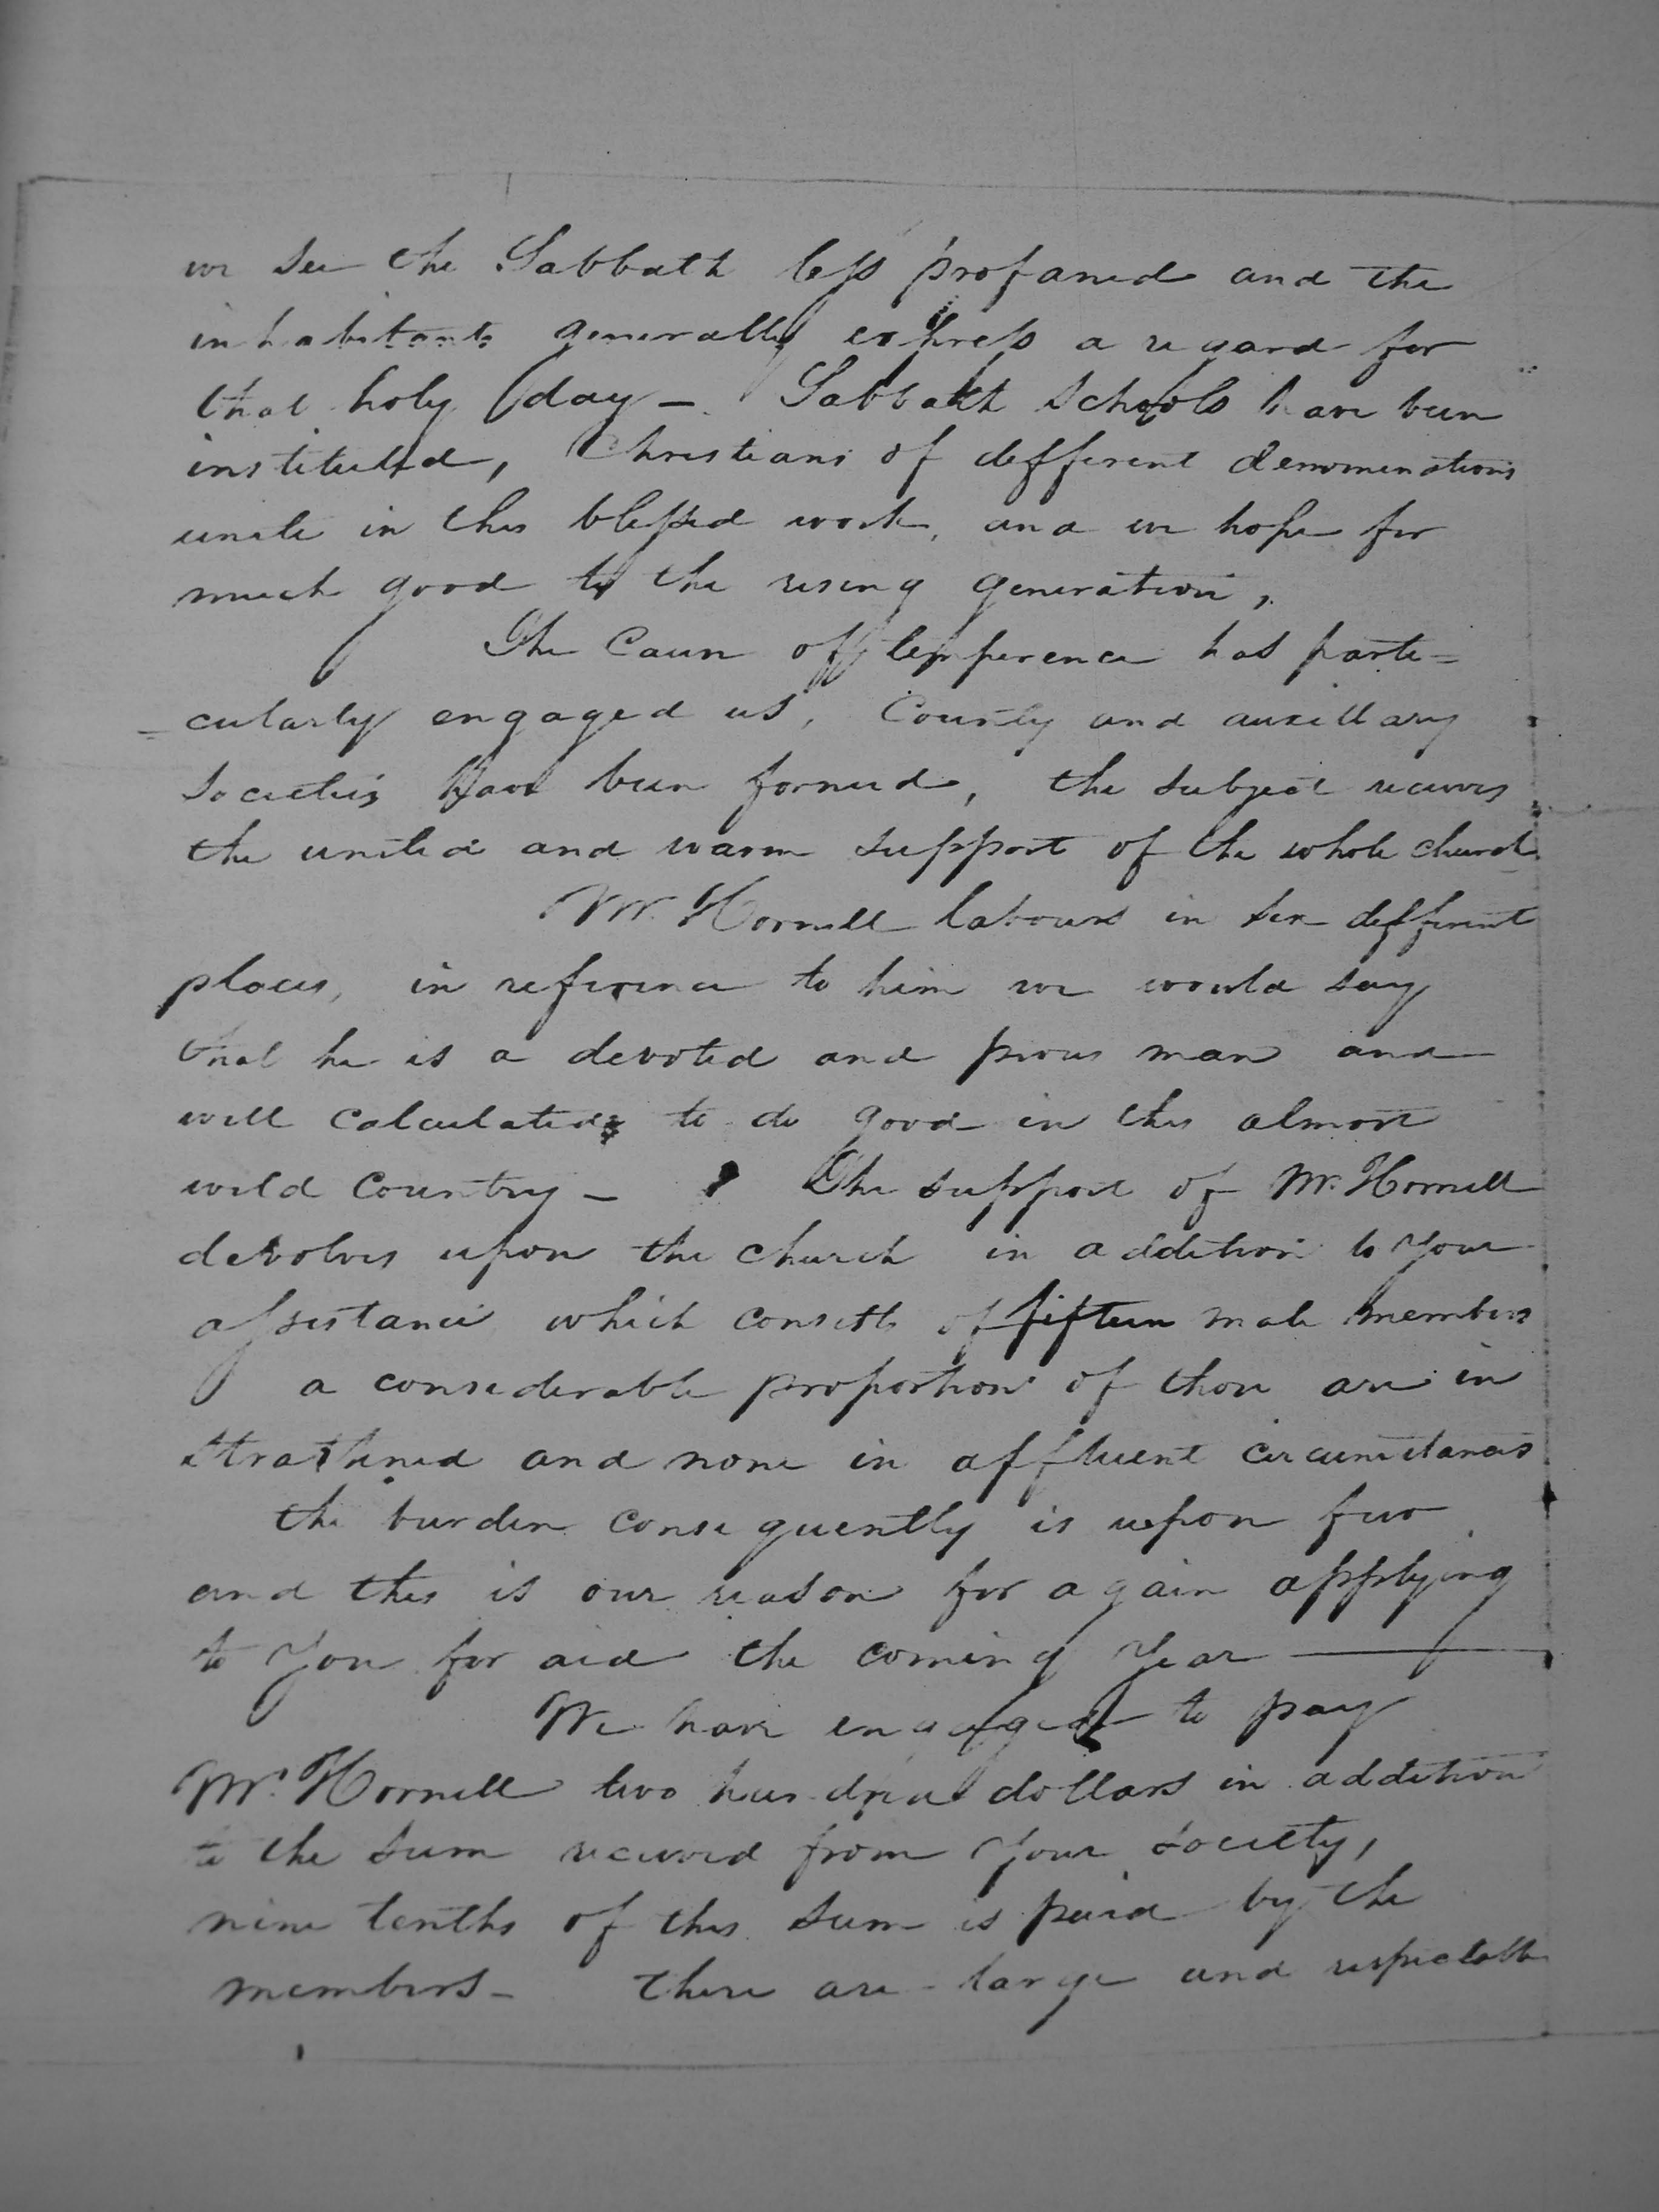 we see the Sabbath less profaned and the
inhabitants generally express a regard for
that holy day – Sabbath Schools have been
instituted, Christians of different denominations
unite in this blessed work, and we hope for
much good to the rising generation,
The Cause of temperence has parti=
=cularly engaged us, County and auxillary
Societies have been formed, the subject receives
the united and warm support of the whole church
Mr. Hornell labours in six different
places, in reference to him we would say
that he is a devoted and pious man and
well calculated to do good in this almost
wild Country – The support of Mr. Hornell
devolves upon the church in addition to your
assistance which consists of fifteen male members
a considerable proportion of those are in
straitened and none in affluent circumstances
the burden consequently is upon few
and this is our reason for again applying
to you for aid the coming Year —
We have engaged to pay
Mr. Hornell two hundred dollars in addition
to the sum received from your society,
nine tenths of this sum is paid by the
members – There are large and respectable